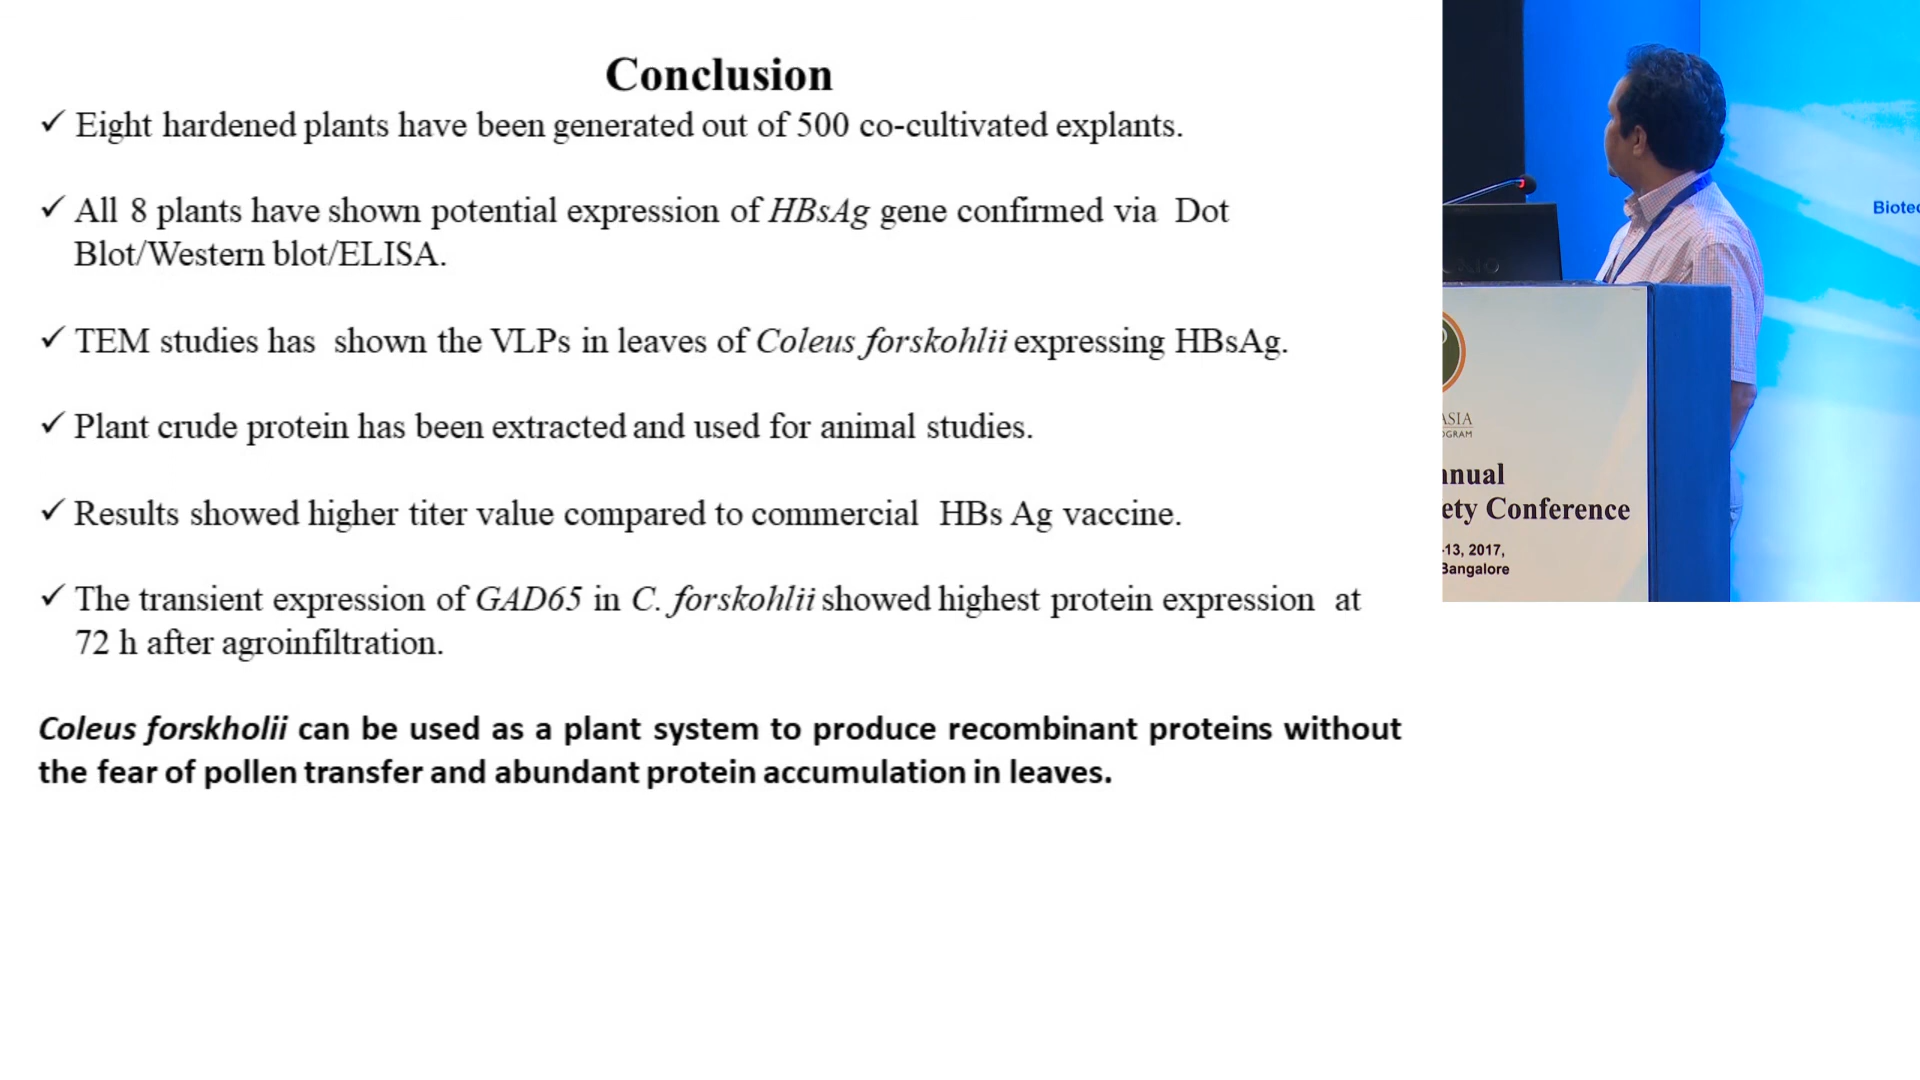 Conclusion
✓ Eight hardened plants have been generated out of 500 co-cultivated explants.
✓ All 8 plants have shown potential expression of HBsAg gene confirmed via Dot
Blot/Western blot/ELISA.
✓ TEM studies has shown the VLPs in leaves of Coleus forskohlii expressing HBsAg.
✓ Plant crude protein has been extracted and used for animal studies.
✓ Results showed higher titer value compared to commercial HBs Ag vaccine.
✓ The transient expression of GAD65 in C. forskohlii showed highest protein expression at
72 h after agroinfiltration.
Coleus forskholii can be used as a plant system to produce recombinant proteins without
the fear of pollen transfer and abundant protein accumulation in leaves.
Biotec
ASIA
OGRAM
nnual
ety Conference
-13, 2017,
Bangalore